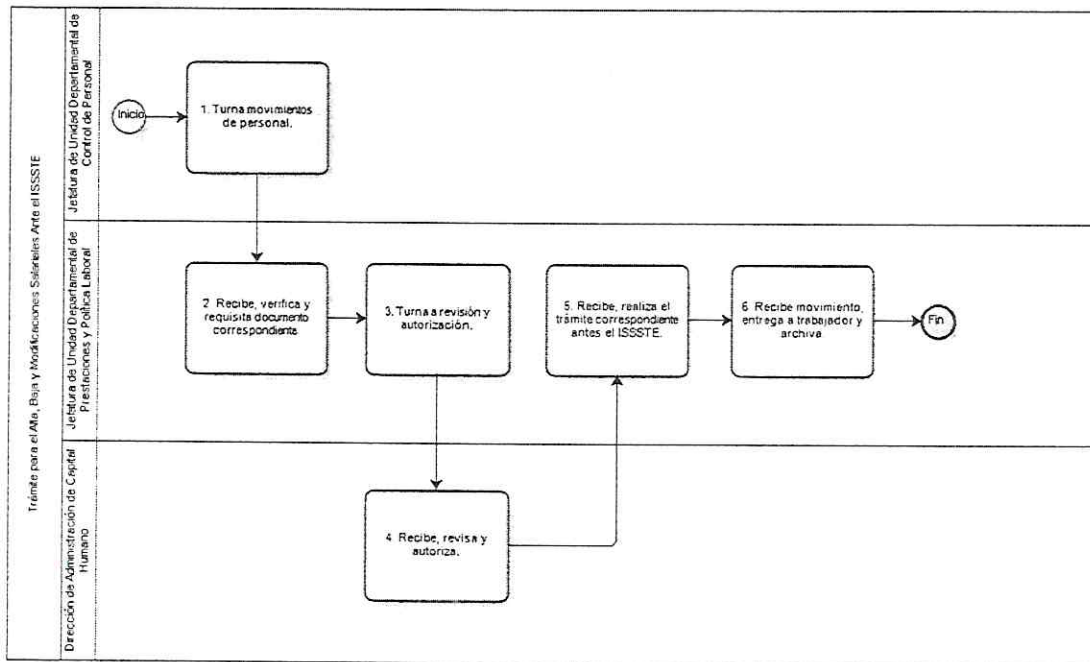 Trámite para el Alta, Baja y Modificaciones Salariales Ante el ISSSTE
Jefatura de Unidad Departamental de
Control de Personal
Inicio
1. Turna movimientos
de personal.
Jefatura de Unidad Departamental de
Prestaciones y Política Laboral
2 Recibe, verifica y
requisita documento
correspondiente
3. Turna a revisión y
autorización.
5. Recibe, realiza el
trámite correspondiente
antes el ISSSTE.
6. Recibe movimiento,
entrega a trabajador y
archiva
Fin
Dirección de Administración de Capital
Humano
4. Recibe, revisa y
autoriza.